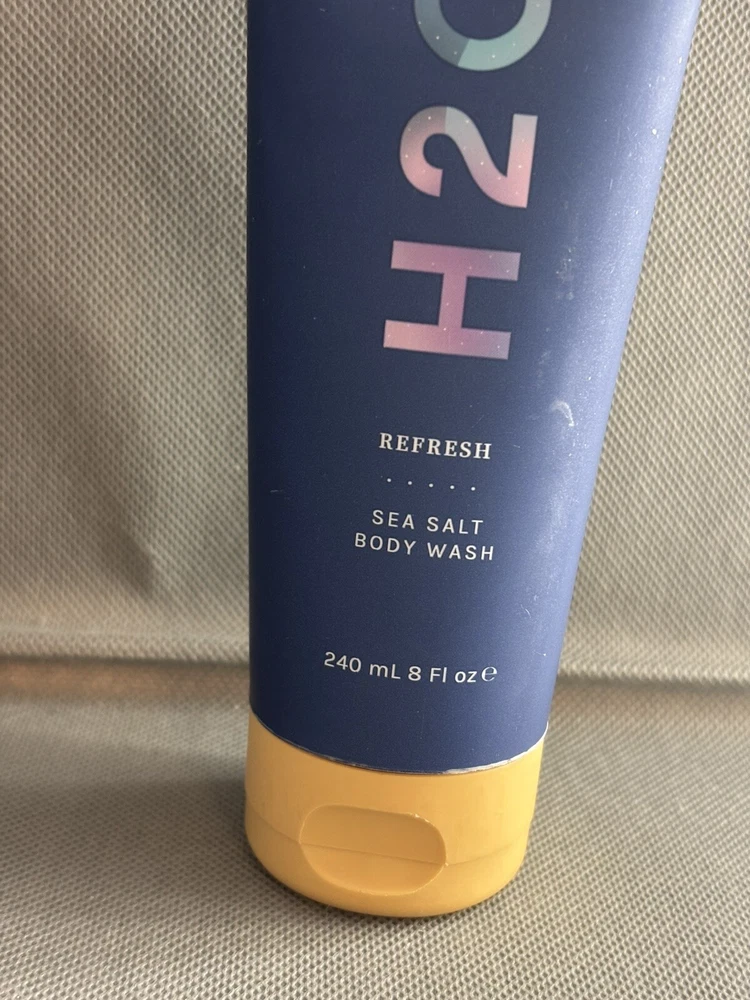 H2O
REFRESH
SEA SALT
BODY WASH
240 mL 8 Fl oz ℮